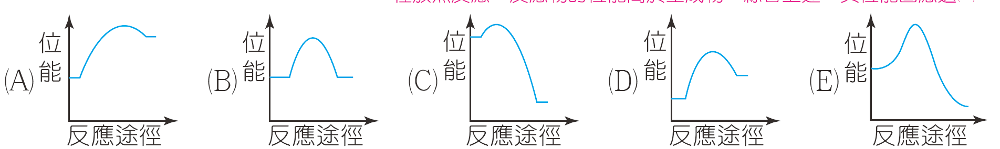 (A) 位能 反應途徑
(B) 位能 反應途徑
(C) 位能 反應途徑
(D) 位能 反應途徑
(E) 位能 反應途徑